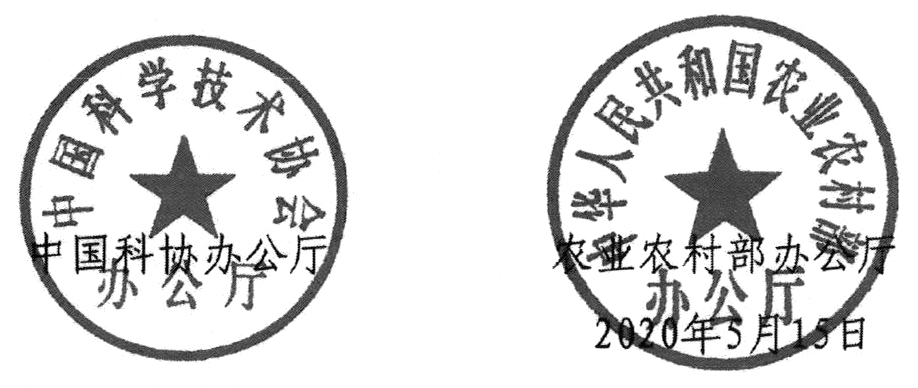 中国科学技术协会
中国科协办公厅
办公厅
中华人民共和国农业农村部
农业农村部办公厅
办公厅
2020年5月15日